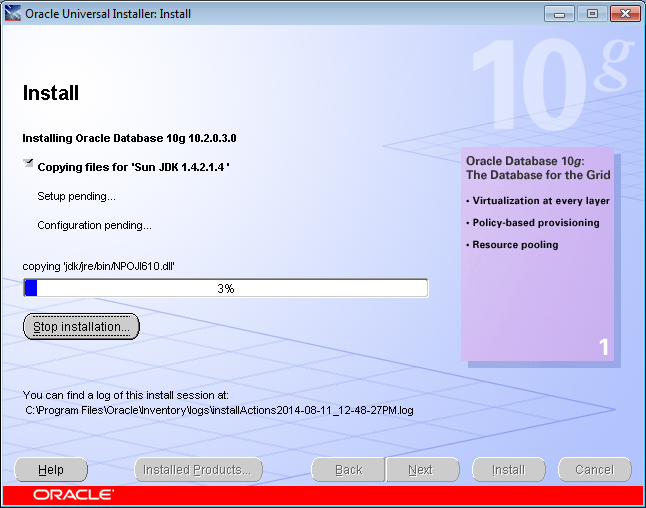 Oracle Universal Installer: Install
10g
Install
Installing Oracle Database 10g 10.2.0.3.0
Copying files for 'Sun JDK 1.4.2.1.4 '
Setup pending...
Configuration pending...
copying 'jdk/jre/bin/NPOJI610.dll'
3%
Stop installation...
Oracle Database 10g:
The Database for the Grid
• Virtualization at every layer
• Policy-based provisioning
• Resource pooling
1
You can find a log of this install session at:
C:\Program Files\Oracle\Inventory\logs\installActions2014-08-11_12-48-27PM.log
Help
Installed Products...
Back
Next
Install
Cancel
ORACLE